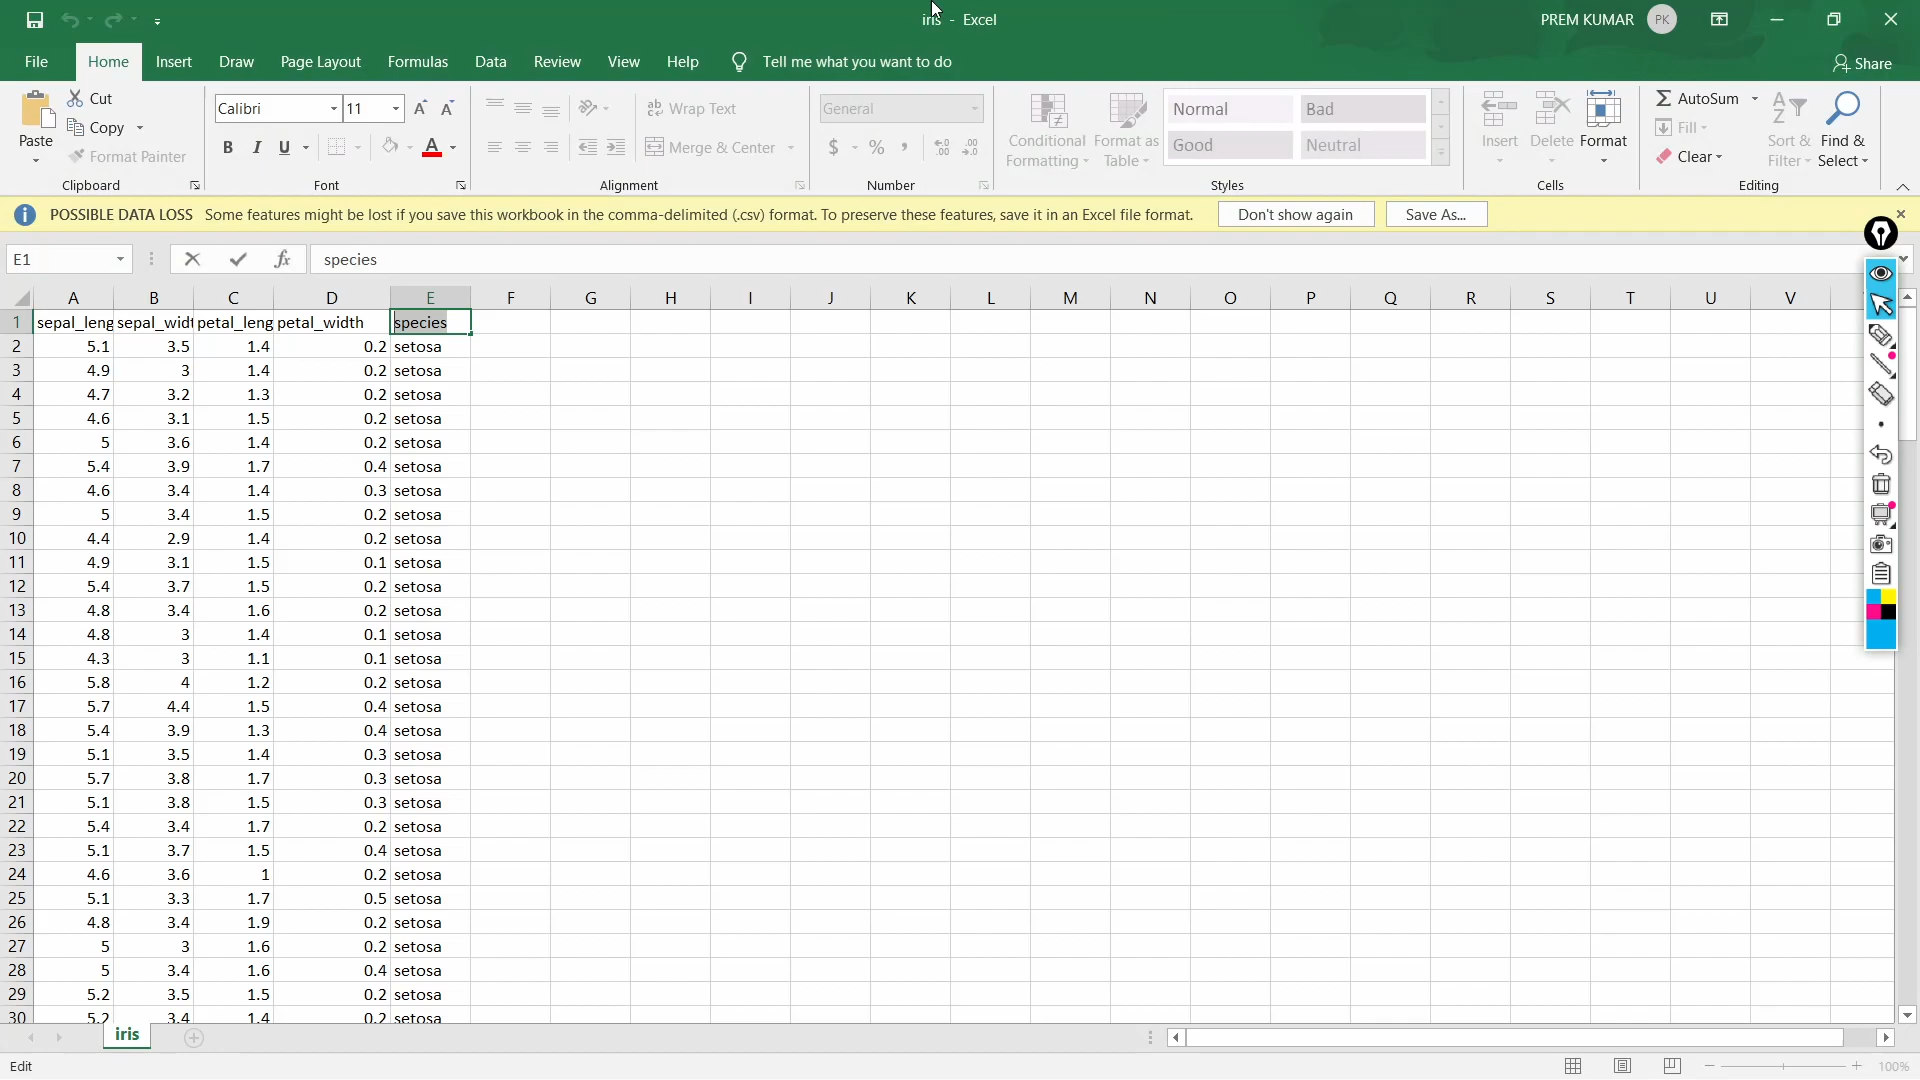 iris - Excel
PREM KUMAR PK
File Home Insert Draw Page Layout Formulas Data Review View Help Tell me what you want to do Share
Paste Cut Copy Format Painter Clipboard
Calibri 11 B I U A Font
Wrap Text Merge & Center Alignment
General $ % , Number
Conditional Formatting Format as Table Normal Bad Good Neutral Styles
Insert Delete Format Cells
AutoSum Fill Clear Sort & Filter Find & Select Editing
POSSIBLE DATA LOSS Some features might be lost if you save this workbook in the comma-delimited (.csv) format. To preserve these features, save it in an Excel file format. Don't show again Save As...
E1 fx species
A B C D E F G H I J K L M N O P Q R S T U V
1 sepal_leng sepal_widt petal_leng petal_width species
2 5.1 3.5 1.4 0.2 setosa
3 4.9 3 1.4 0.2 setosa
4 4.7 3.2 1.3 0.2 setosa
5 4.6 3.1 1.5 0.2 setosa
6 5 3.6 1.4 0.2 setosa
7 5.4 3.9 1.7 0.4 setosa
8 4.6 3.4 1.4 0.3 setosa
9 5 3.4 1.5 0.2 setosa
10 4.4 2.9 1.4 0.2 setosa
11 4.9 3.1 1.5 0.1 setosa
12 5.4 3.7 1.5 0.2 setosa
13 4.8 3.4 1.6 0.2 setosa
14 4.8 3 1.4 0.1 setosa
15 4.3 3 1.1 0.1 setosa
16 5.8 4 1.2 0.2 setosa
17 5.7 4.4 1.5 0.4 setosa
18 5.4 3.9 1.3 0.4 setosa
19 5.1 3.5 1.4 0.3 setosa
20 5.7 3.8 1.7 0.3 setosa
21 5.1 3.8 1.5 0.3 setosa
22 5.4 3.4 1.7 0.2 setosa
23 5.1 3.7 1.5 0.4 setosa
24 4.6 3.6 1 0.2 setosa
25 5.1 3.3 1.7 0.5 setosa
26 4.8 3.4 1.9 0.2 setosa
27 5 3 1.6 0.2 setosa
28 5 3.4 1.6 0.4 setosa
29 5.2 3.5 1.5 0.2 setosa
30 5.2 3.4 1.4 0.2 setosa
iris
Edit 100%